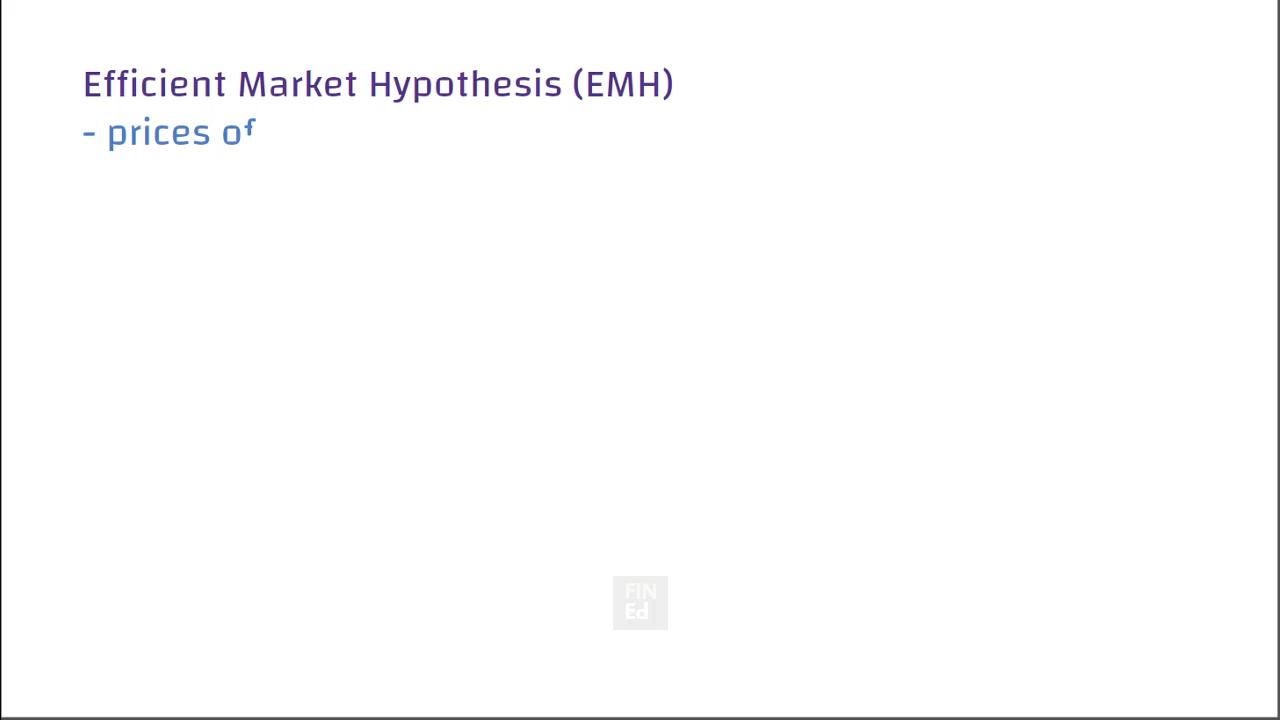 Efficient Market Hypothesis (EMH)
- prices of
FIN
Ed